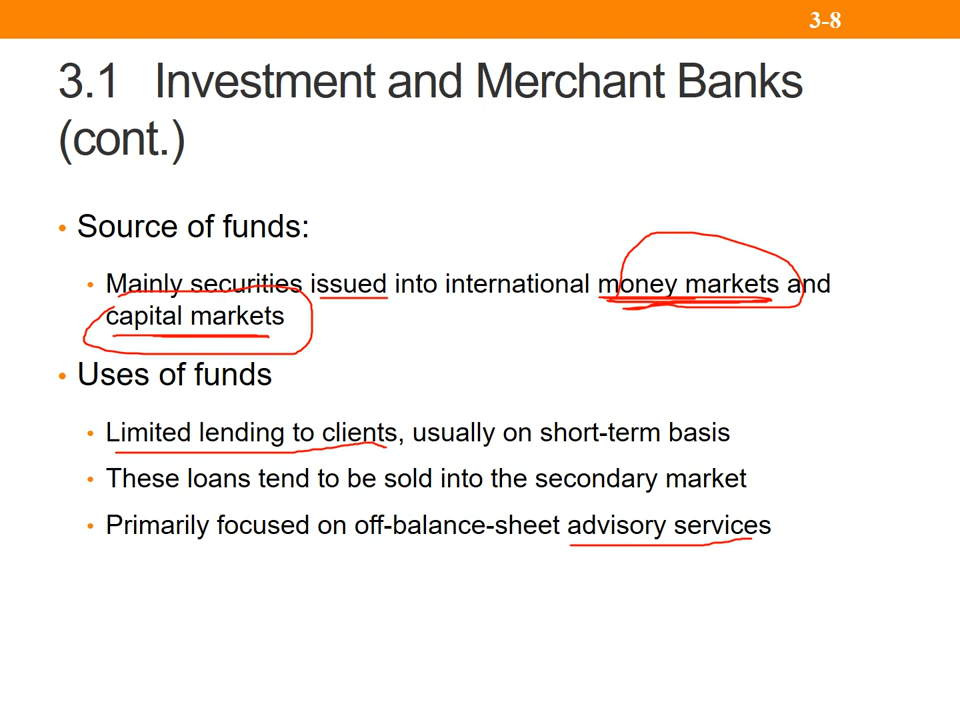 3-8
3.1 Investment and Merchant Banks
(cont.)
• Source of funds:
• Mainly securities issued into international money markets and
capital markets
• Uses of funds
• Limited lending to clients, usually on short-term basis
• These loans tend to be sold into the secondary market
• Primarily focused on off-balance-sheet advisory services